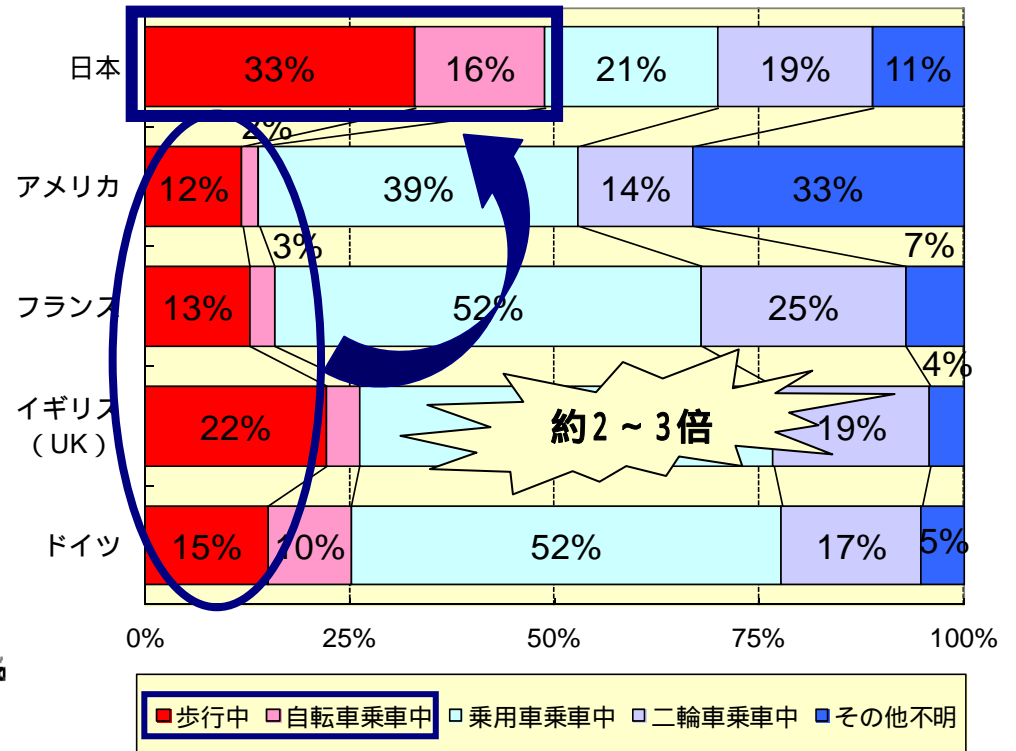 日本 33% 16% 21% 19% 11%
2%
アメリカ 12% 39% 14% 33%
3% 7%
フランス 13% 52% 25%
4%
イギリス
（UK） 22% 約2～3倍 19%
ドイツ 15% 10% 52% 17% 5%
0% 25% 50% 75% 100%
歩行中 自転車乗車中 乗用車乗車中 二輪車乗車中 その他不明